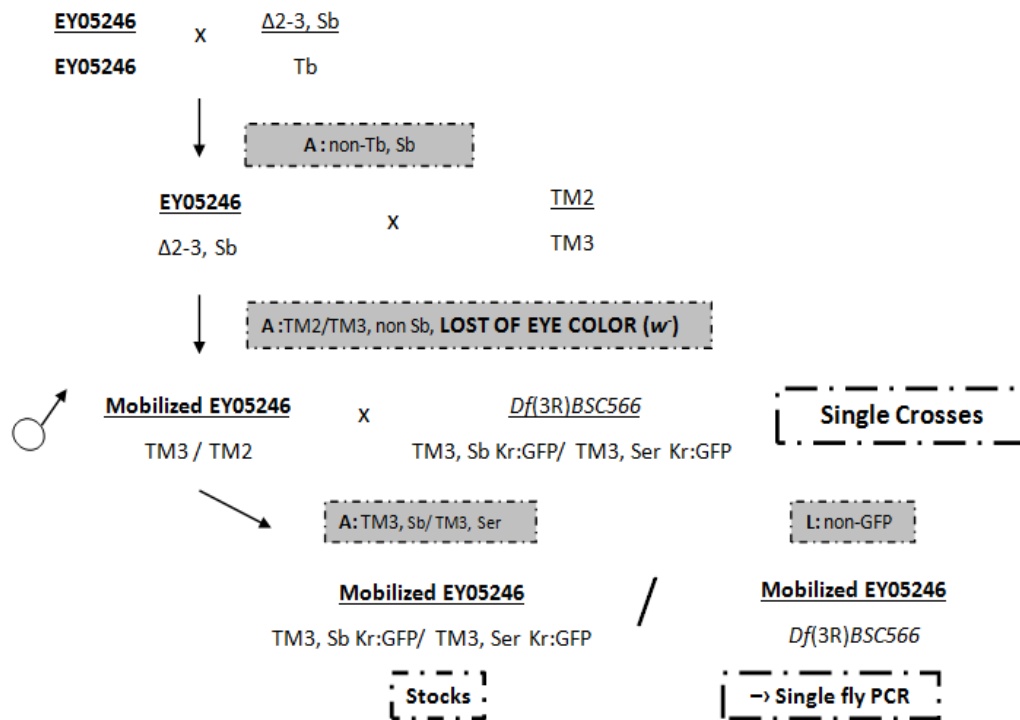 EY05246 x Δ2-3, Sb
EY05246 Tb
A: non-Tb, Sb
EY05246 x TM2
Δ2-3, Sb TM3
A:TM2/TM3, non Sb, LOST OF EYE COLOR (w-)
Mobilized EY05246 x Df(3R)BSC566 Single Crosses
TM3 / TM2 TM3, Sb Kr:GFP/ TM3, Ser Kr:GFP
A: TM3, Sb/ TM3, Ser L: non-GFP
Mobilized EY05246 / Mobilized EY05246
TM3, Sb Kr:GFP/ TM3, Ser Kr:GFP Df(3R)BSC566
Stocks –› Single fly PCR